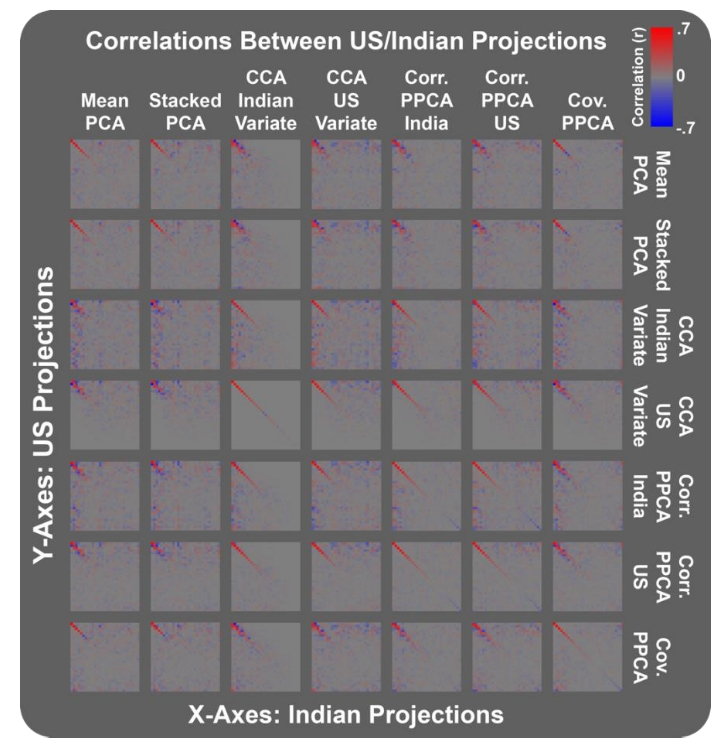 Correlations Between US/Indian Projections
.7
0
-.7
Correlation (r)
Mean
PCA
Stacked
PCA
CCA
Indian
Variate
CCA
US
Variate
Corr.
PPCA
India
Corr.
PPCA
US
Cov.
PPCA
Mean
PCA
Stacked
PCA
CCA
Indian
Variate
CCA
US
Variate
Corr.
PPCA
India
Corr.
PPCA
US
Cov.
PPCA
Y-Axes: US Projections
X-Axes: Indian Projections